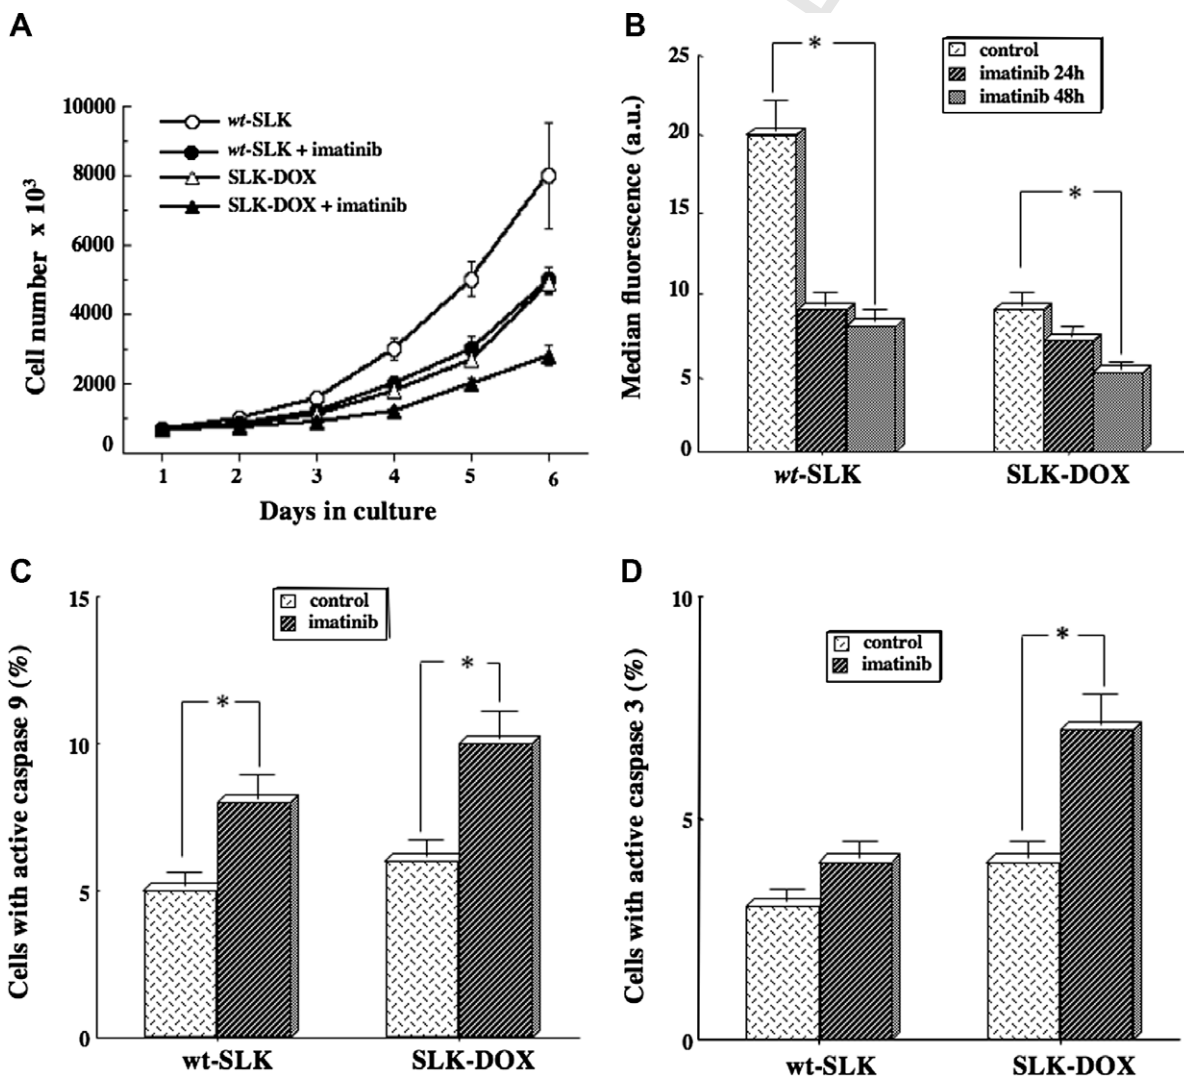 A
10000
8000
6000
4000
2000
0
Cell number x 10³
wt-SLK
wt-SLK + imatinib
SLK-DOX
SLK-DOX + imatinib
1 2 3 4 5 6
Days in culture
B
25
20
15
10
5
0
Median fluorescence (a.u.)
control
imatinib 24h
imatinib 48h
*
*
wt-SLK SLK-DOX
C
15
10
5
0
Cells with active caspase 9 (%)
control
imatinib
*
*
wt-SLK SLK-DOX
D
10
5
0
Cells with active caspase 3 (%)
control
imatinib
*
wt-SLK SLK-DOX